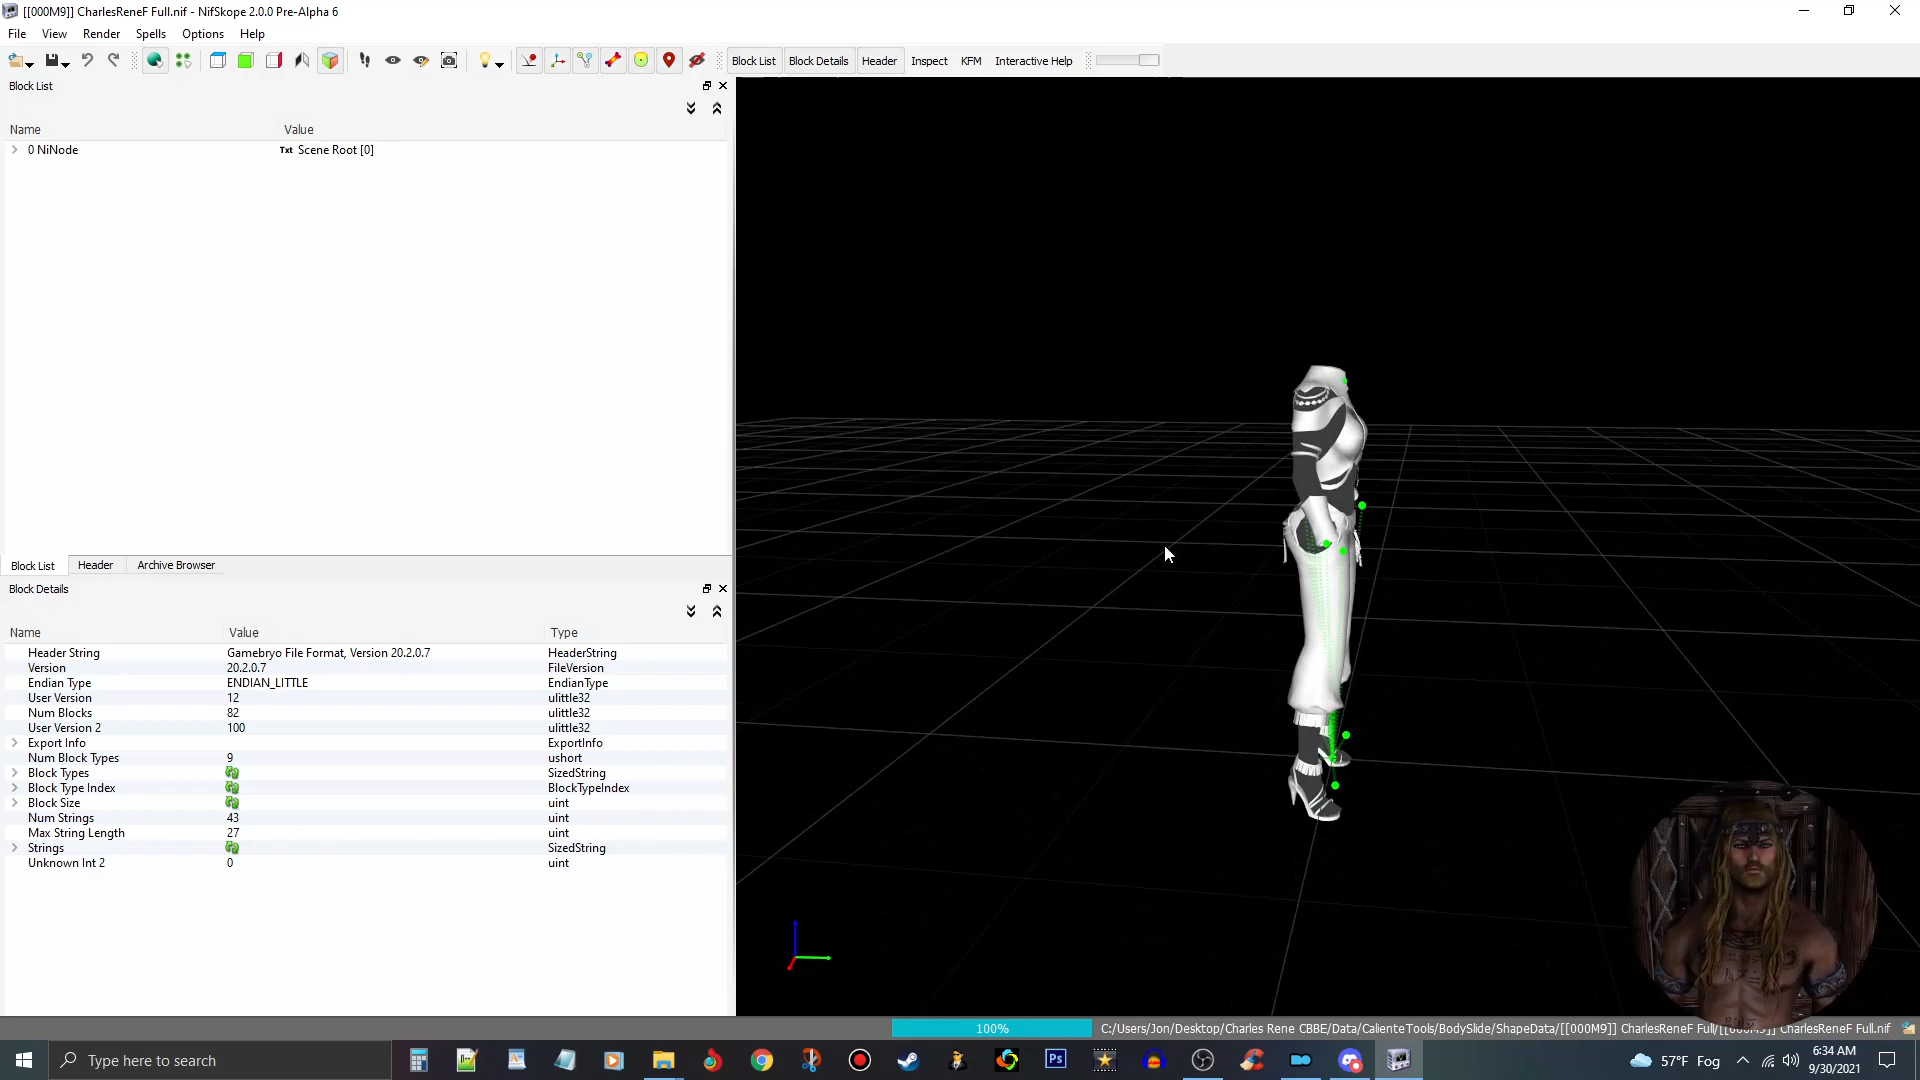 [[000M9]] CharlesReneF Full.nif - NifSkope 2.0.0 Pre-Alpha 6
File View Render Spells Options Help
Block List Block Details Header Inspect KFM Interactive Help
Block List
Name Value
0 NiNode Txt Scene Root [0]
Block List Header Archive Browser
Block Details
Name Value Type
Header String Gamebryo File Format, Version 20.2.0.7 HeaderString
Version 20.2.0.7 FileVersion
Endian Type ENDIAN_LITTLE EndianType
User Version 12 ulittle32
Num Blocks 82 ulittle32
User Version 2 100 ulittle32
Export Info ExportInfo
Num Block Types 9 ushort
Block Types SizedString
Block Type Index BlockTypeIndex
Block Size uint
Num Strings 43 uint
Max String Length 27 uint
Strings SizedString
Unknown Int 2 0 uint
100% C:/Users/Jon/Desktop/Charles Rene CBBE/Data/CalienteTools/BodySlide/ShapeData/[[000M9]] CharlesReneF Full/[[000M9]] CharlesReneF Full.nif
Type here to search
Ps
57°F Fog
6:34 AM
9/30/2021